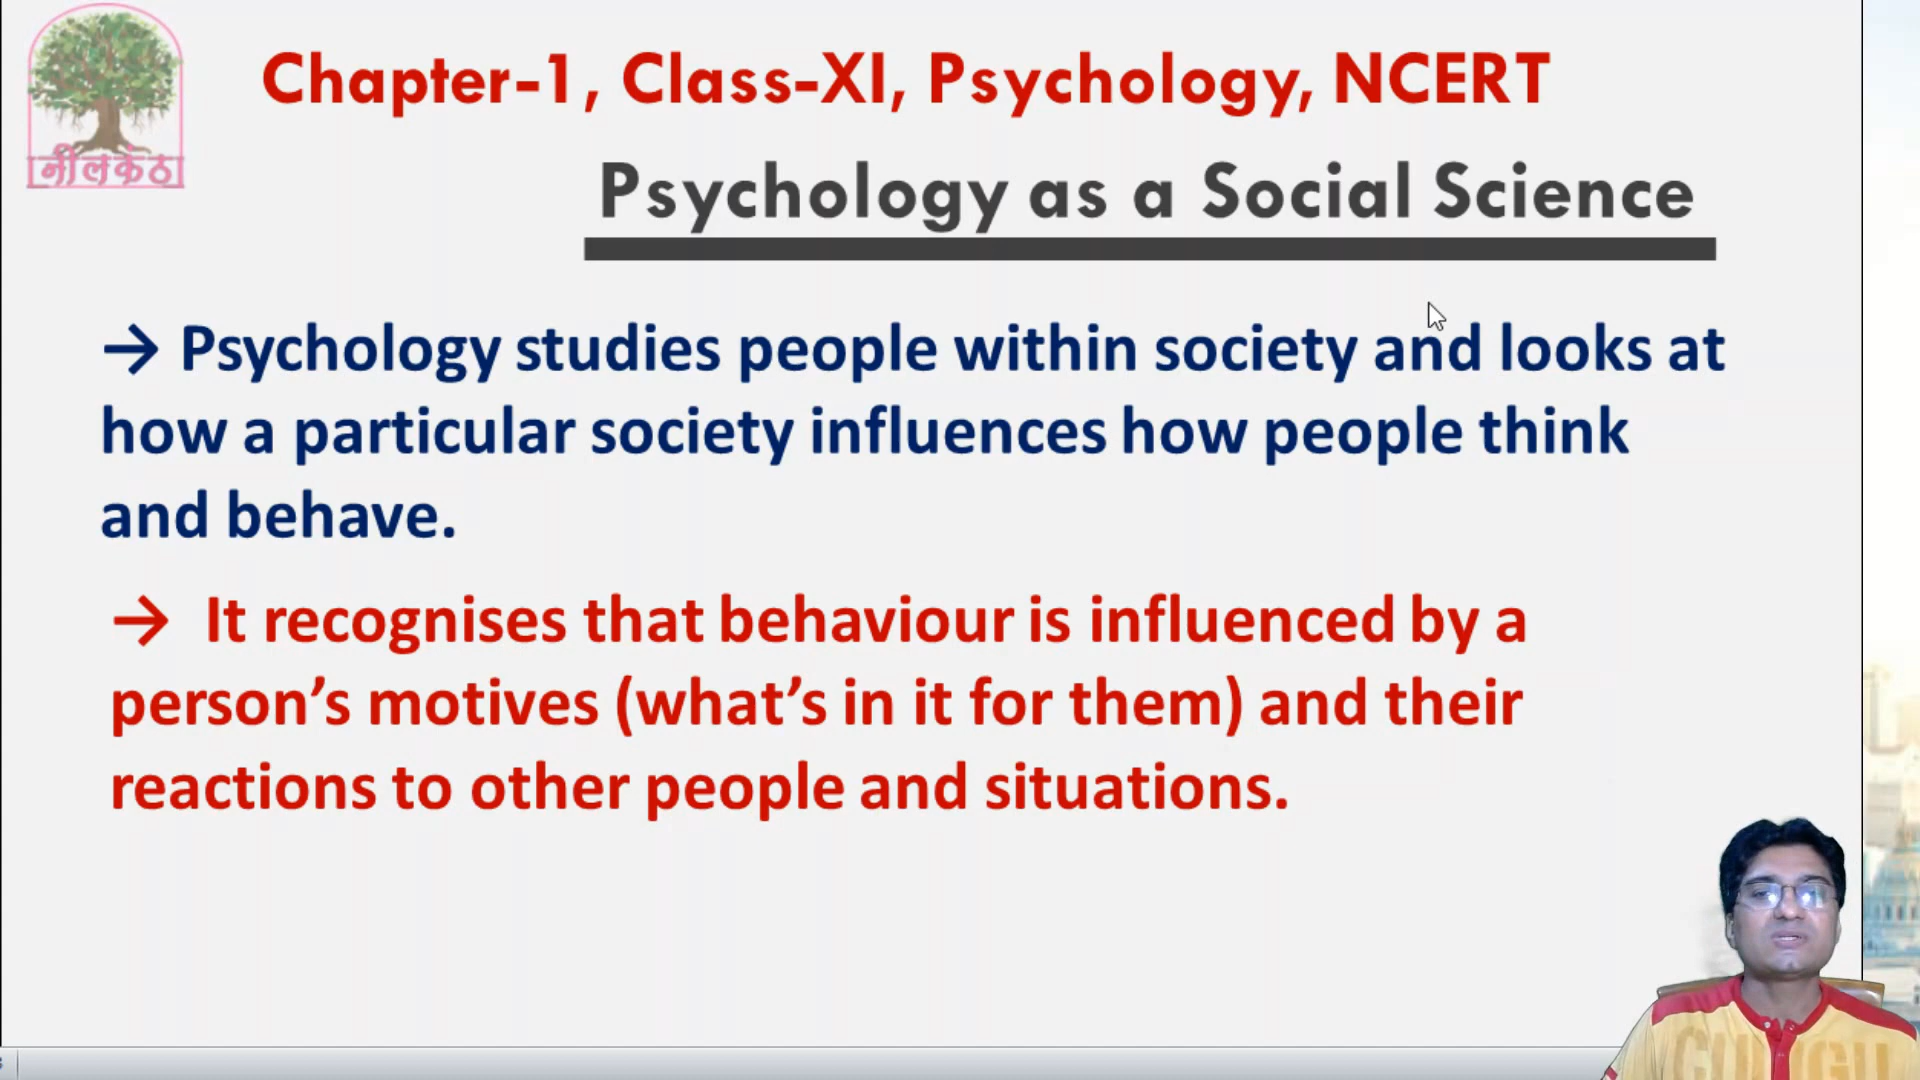 नीलकंठ
Chapter-1, Class-XI, Psychology, NCERT
Psychology as a Social Science
→ Psychology studies people within society and looks at
how a particular society influences how people think
and behave.
→ It recognises that behaviour is influenced by a
person’s motives (what’s in it for them) and their
reactions to other people and situations.